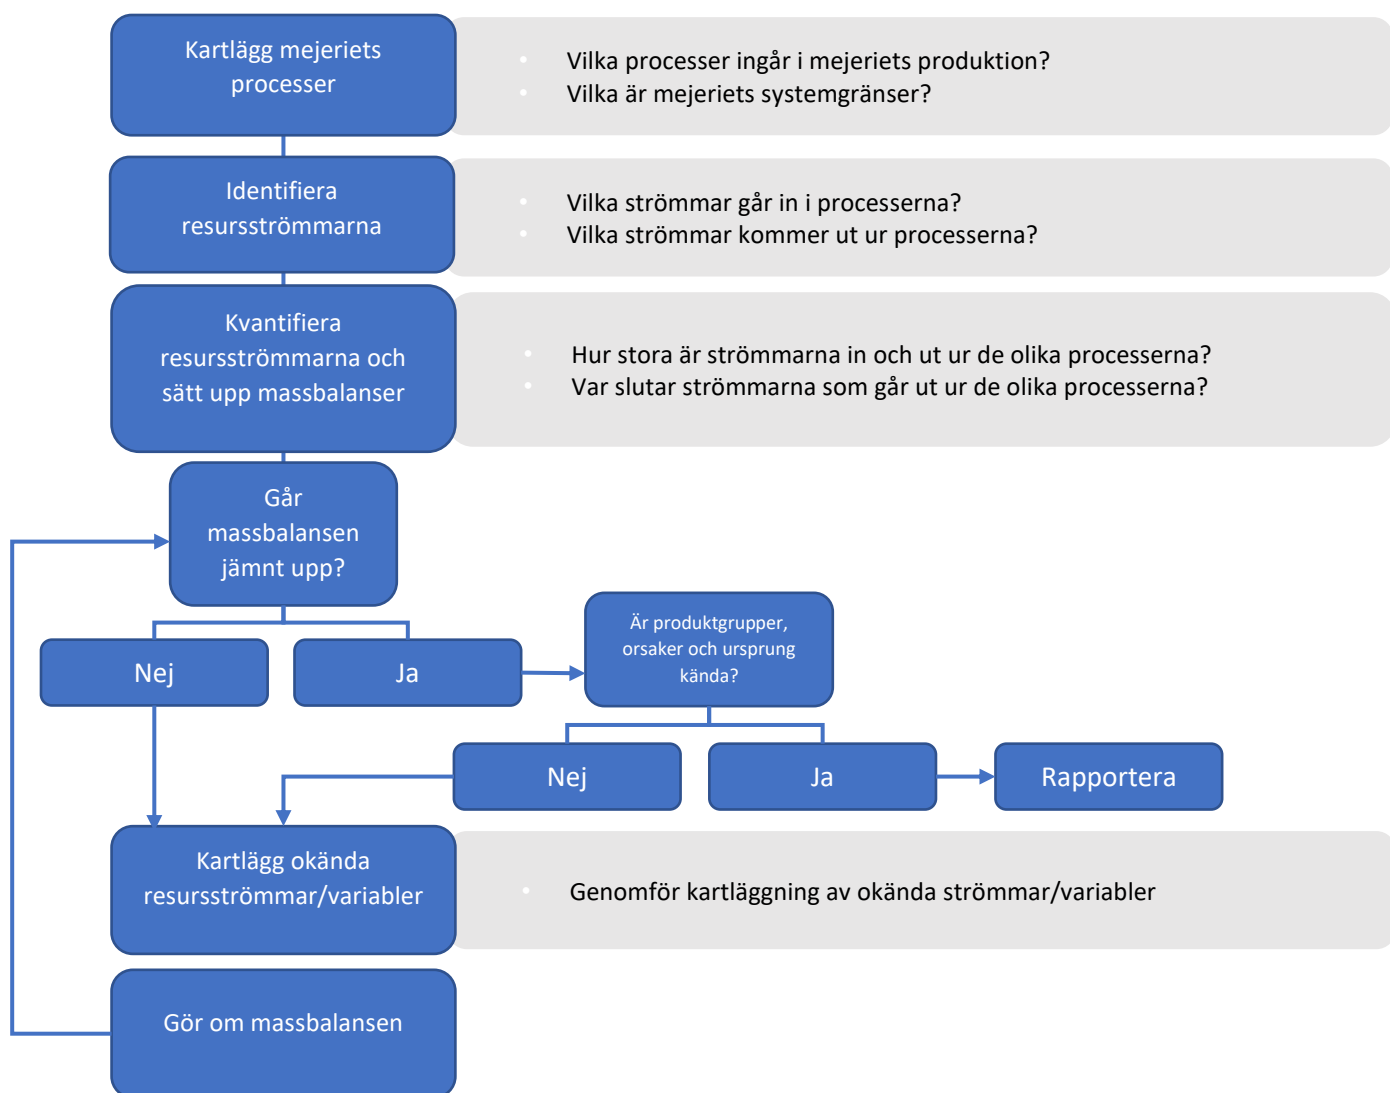 Kartlägg mejeriets
processer
Vilka processer ingår i mejeriets produktion?
Vilka är mejeriets systemgränser?
Identifiera
resursströmmarna
Vilka strömmar går in i processerna?
Vilka strömmar kommer ut ur processerna?
Kvantifiera
resursströmmarna och
sätt upp massbalanser
Hur stora är strömmarna in och ut ur de olika processerna?
Var slutar strömmarna som går ut ur de olika processerna?
Går
massbalansen
jämnt upp?
Nej
Ja
Är produktgrupper,
orsaker och ursprung
kända?
Nej
Ja
Rapportera
Kartlägg okända
resursströmmar/variabler
Genomför kartläggning av okända strömmar/variabler
Gör om massbalansen